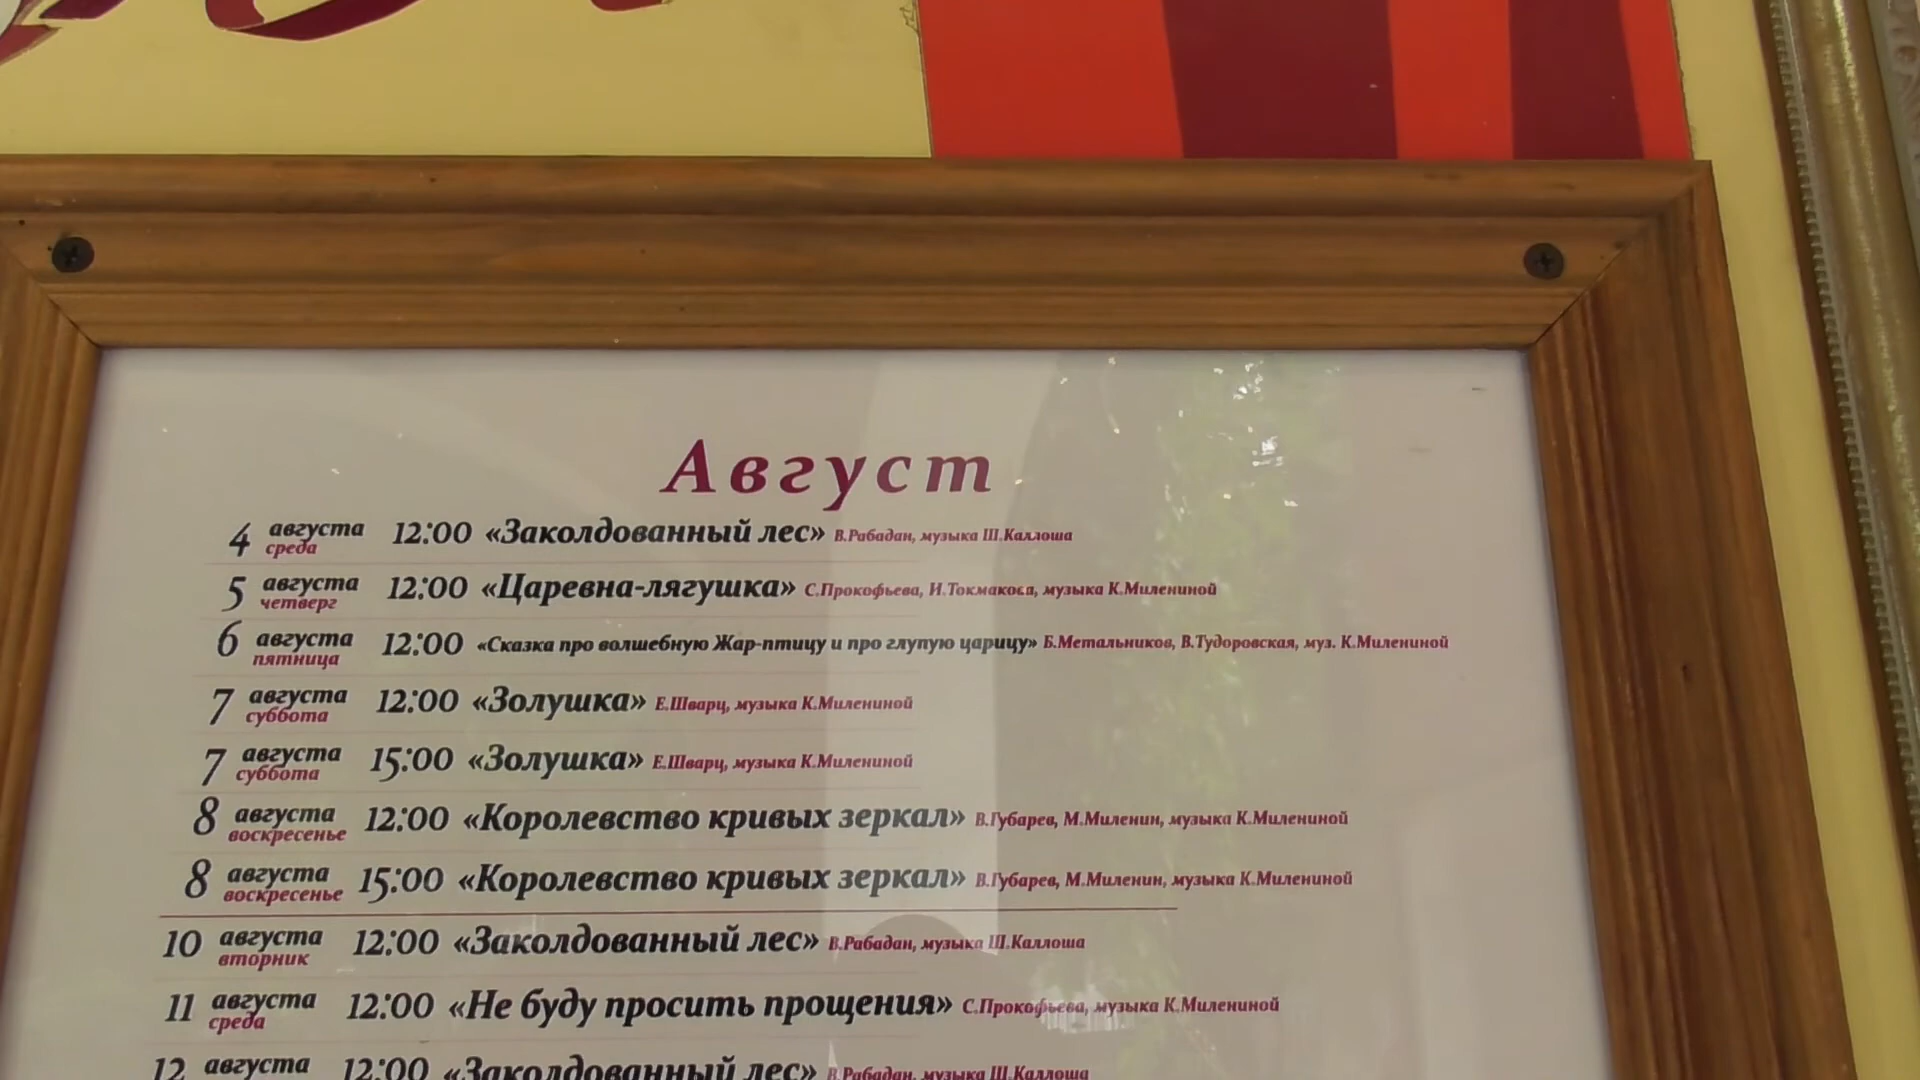 Август
4 августа среда 12:00 «Заколдованный лес» В.Рабадан, музыка Ш.Каллоша
5 августа четверг 12:00 «Царевна-лягушка» С.Прокофьева, И.Токмакова, музыка К.Милениной
6 августа пятница 12:00 «Сказка про волшебную Жар-птицу и про глупую царицу» Б.Метальников, В.Тудоровская, муз. К.Милениной
7 августа суббота 12:00 «Золушка» Е.Шварц, музыка К.Милениной
7 августа суббота 15:00 «Золушка» Е.Шварц, музыка К.Милениной
8 августа воскресенье 12:00 «Королевство кривых зеркал» В.Губарев, М.Миленин, музыка К.Милениной
8 августа воскресенье 15:00 «Королевство кривых зеркал» В.Губарев, М.Миленин, музыка К.Милениной
10 августа вторник 12:00 «Заколдованный лес» В.Рабадан, музыка Ш.Каллоша
11 августа среда 12:00 «Не буду просить прощения» С.Прокофьева, музыка К.Милениной
12 августа 12:00 «Заколдованный лес» В.Рабадан, музыка Ш.Каллоша